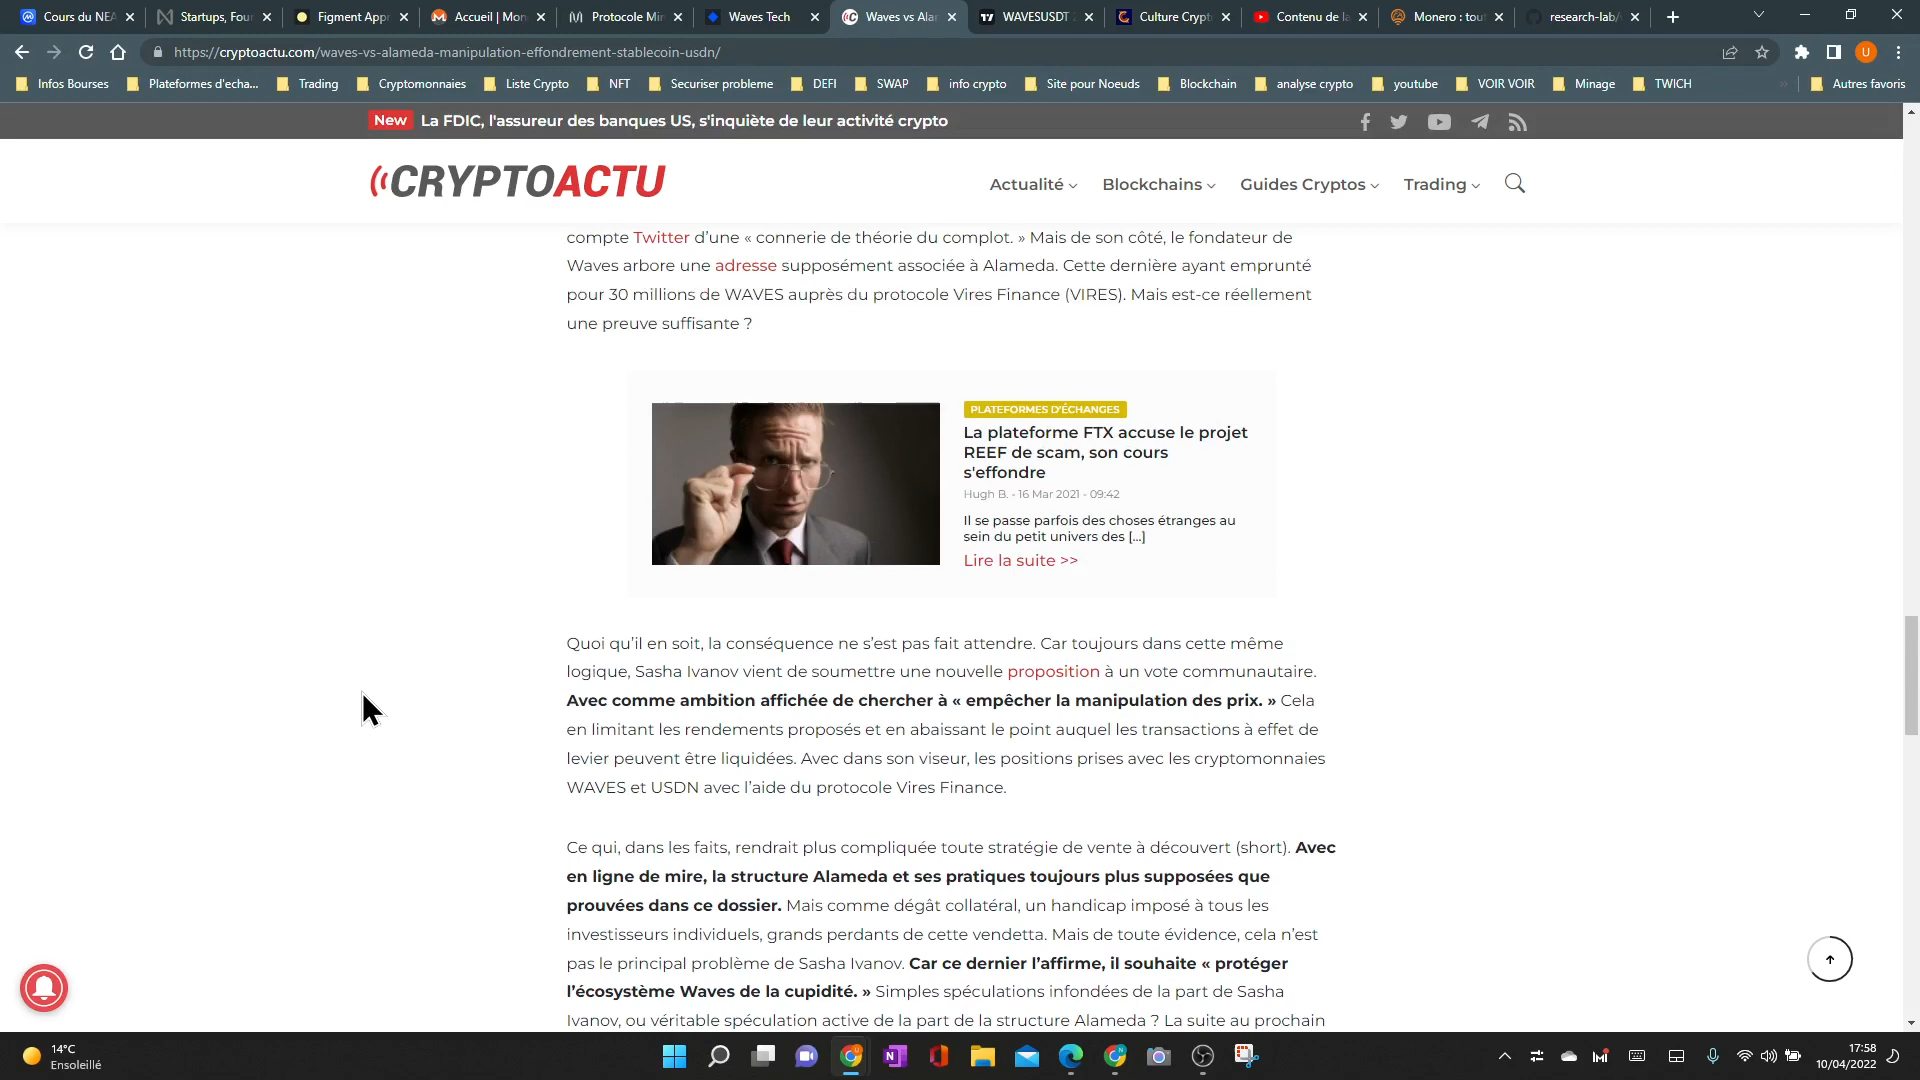 Cours du NEA
Startups, Four
Figment Appr
Accueil | Mon
Protocole Mir
Waves Tech
Waves vs Alar
WAVESUSDT
Culture Crypt
Contenu de la
Monero : tou
research-lab/
https://cryptoactu.com/waves-vs-alameda-manipulation-effondrement-stablecoin-usdn/
U
Infos Bourses
Plateformes d'echa...
Trading
Cryptomonnaies
Liste Crypto
NFT
Securiser probleme
DEFI
SWAP
info crypto
Site pour Noeuds
Blockchain
analyse crypto
youtube
VOIR VOIR
Minage
TWICH
Autres favoris
New La FDIC, l'assureur des banques US, s'inquiète de leur activité crypto
CRYPTOACTU
Actualité
Blockchains
Guides Cryptos
Trading
compte Twitter d'une « connerie de théorie du complot. » Mais de son côté, le fondateur de
Waves arbore une adresse supposément associée à Alameda. Cette dernière ayant emprunté
pour 30 millions de WAVES auprès du protocole Vires Finance (VIRES). Mais est-ce réellement
une preuve suffisante ?
PLATEFORMES D'ÉCHANGES
La plateforme FTX accuse le projet
REEF de scam, son cours
s'effondre
Hugh B. - 16 Mar 2021 - 09:42
Il se passe parfois des choses étranges au
sein du petit univers des [...]
Lire la suite >>
Quoi qu'il en soit, la conséquence ne s'est pas fait attendre. Car toujours dans cette même
logique, Sasha Ivanov vient de soumettre une nouvelle proposition à un vote communautaire.
Avec comme ambition affichée de chercher à « empêcher la manipulation des prix. » Cela
en limitant les rendements proposés et en abaissant le point auquel les transactions à effet de
levier peuvent être liquidées. Avec dans son viseur, les positions prises avec les cryptomonnaies
WAVES et USDN avec l'aide du protocole Vires Finance.
Ce qui, dans les faits, rendrait plus compliquée toute stratégie de vente à découvert (short). Avec
en ligne de mire, la structure Alameda et ses pratiques toujours plus supposées que
prouvées dans ce dossier. Mais comme dégât collatéral, un handicap imposé à tous les
investisseurs individuels, grands perdants de cette vendetta. Mais de toute évidence, cela n'est
pas le principal problème de Sasha Ivanov. Car ce dernier l'affirme, il souhaite « protéger
l'écosystème Waves de la cupidité. » Simples spéculations infondées de la part de Sasha
Ivanov, ou véritable spéculation active de la part de la structure Alameda ? La suite au prochain
14°C
Ensoleillé
17:58
10/04/2022